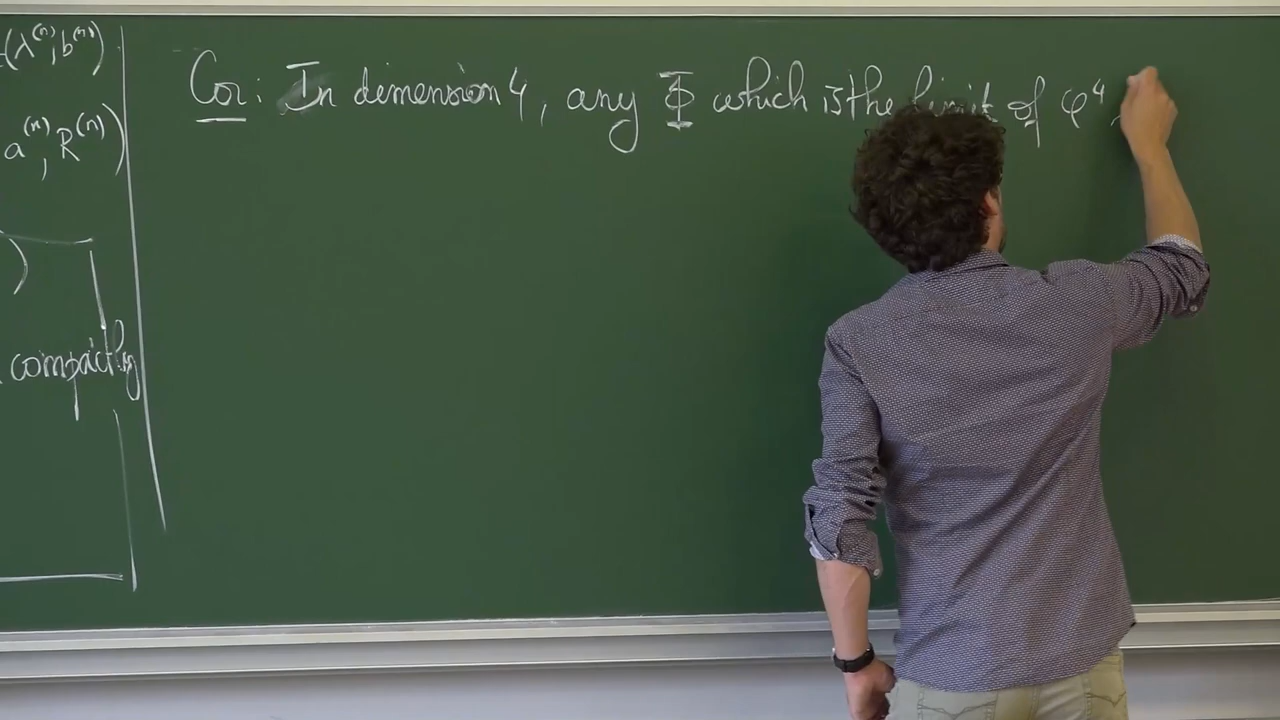 (λ⁽ⁿ⁾, b⁽ⁿ⁾)
a⁽ⁿ⁾, R⁽ⁿ⁾)
compactly
Cor: In dimension 4, any Φ which is the limit of φ⁴